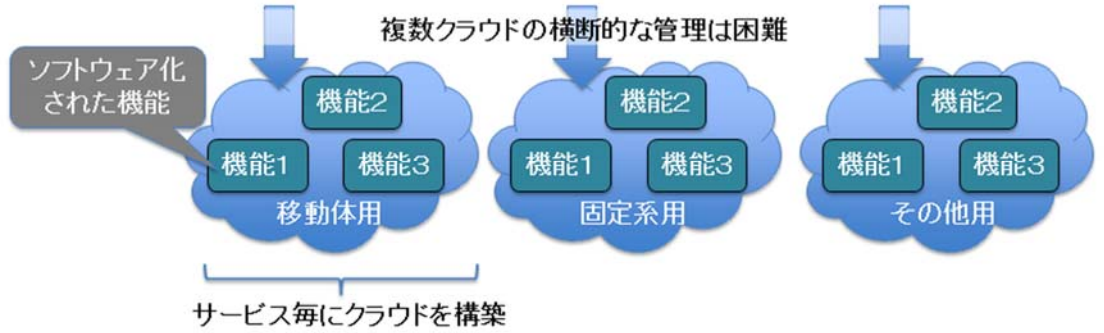 複数クラウドの横断的な管理は困難
ソフトウェア化
された機能
機能2
機能1
機能3
移動体用
機能2
機能1
機能3
固定系用
機能2
機能1
機能3
その他用
サービス毎にクラウドを構築